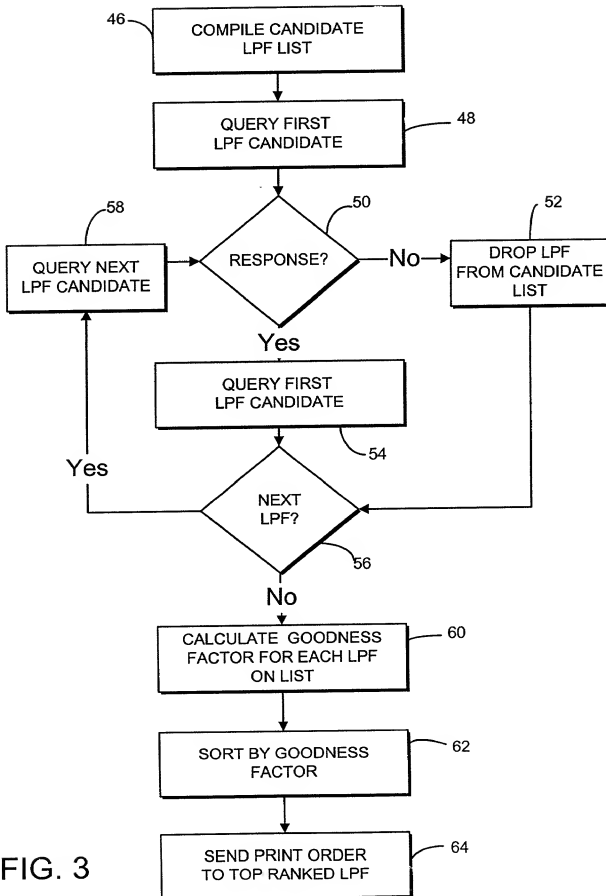 46
COMPILE CANDIDATE
LPF LIST
QUERY FIRST
LPF CANDIDATE
48
58
50
52
QUERY NEXT
LPF CANDIDATE
RESPONSE?
No
DROP LPF
FROM CANDIDATE
LIST
Yes
QUERY FIRST
LPF CANDIDATE
54
Yes
NEXT
LPF?
56
No
CALCULATE GOODNESS
FACTOR FOR EACH LPF
ON LIST
60
SORT BY GOODNESS
FACTOR
62
SEND PRINT ORDER
TO TOP RANKED LPF
64
FIG. 3